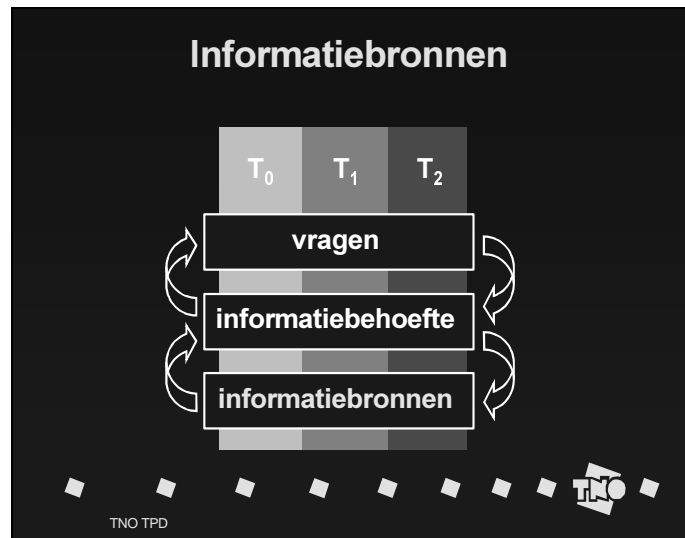 Informatiebronnen
T₀ T₁ T₂
vragen
informatiebehoefte
informatiebronnen
TNO
TNO TPD